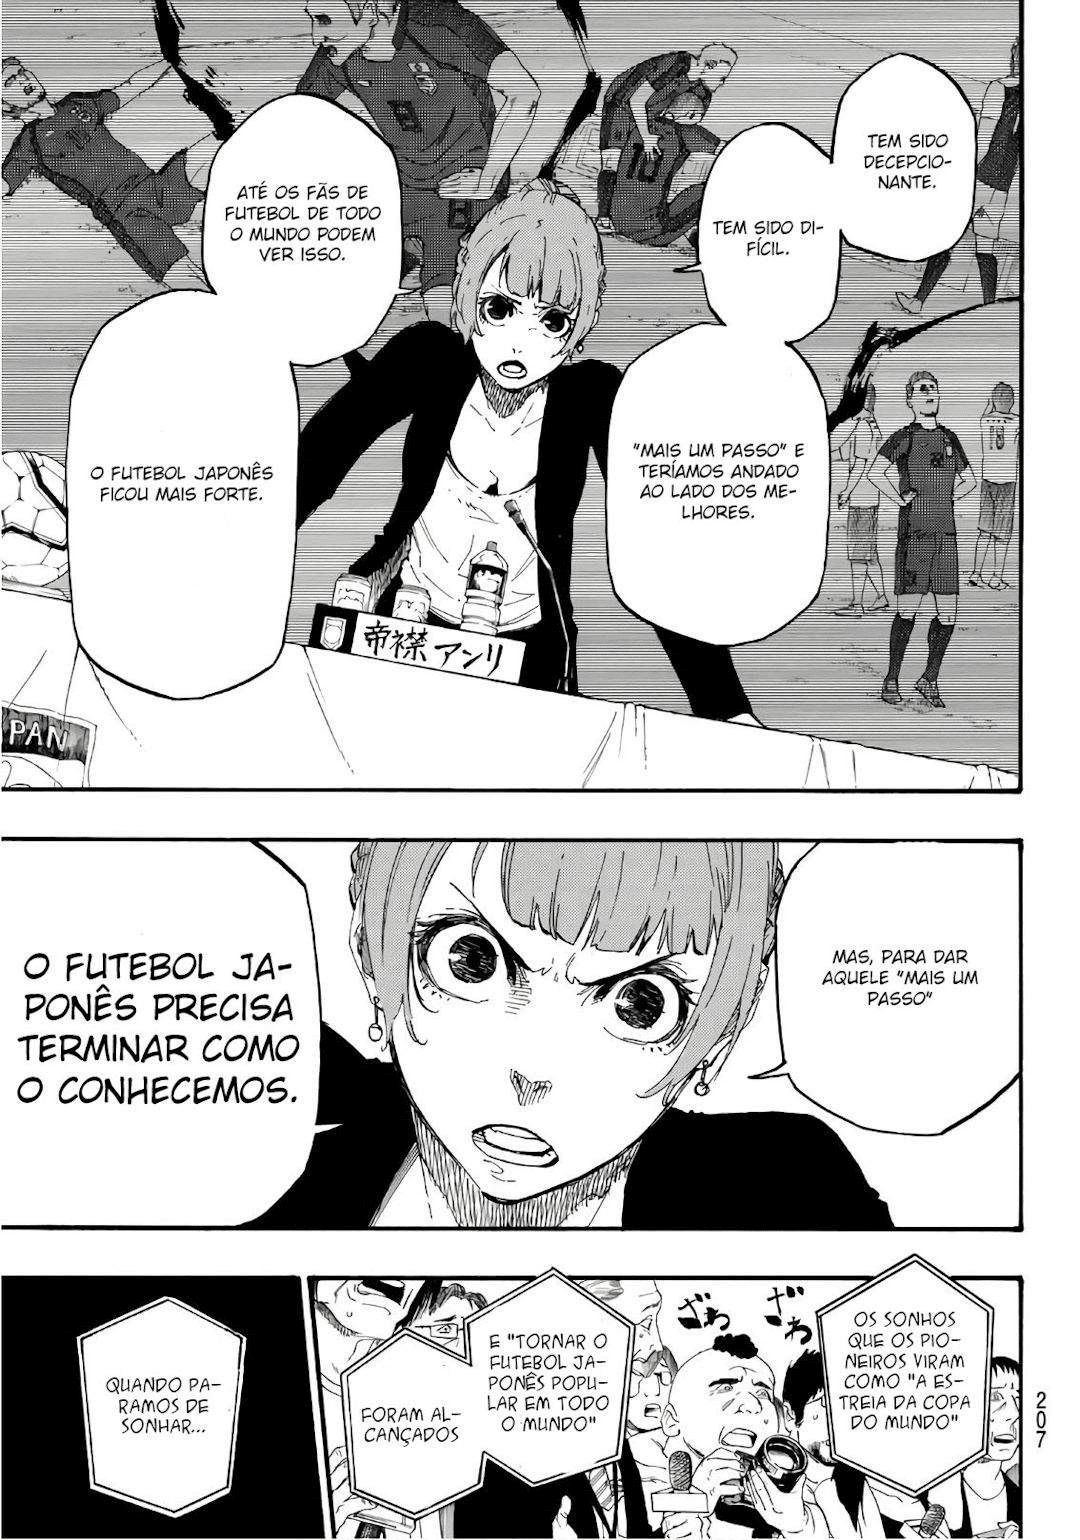 TEM SIDO
DECEPCIO-
NANTE.
TEM SIDO DI-
FÍCIL.
"MAIS UM PASSO" E
TERÍAMOS ANDADO
AO LADO DOS ME-
LHORES.
ATÉ OS FÃS DE
FUTEBOL DE TODO
O MUNDO PODEM
VER ISSO.
O FUTEBOL JAPONÊS
FICOU MAIS FORTE.
10
帝襟アンリ
PAN
MAS, PARA DAR
AQUELE "MAIS UM
PASSO"
O FUTEBOL JA-
PONÊS PRECISA
TERMINAR COMO
O CONHECEMOS.
ざわ
ざわ
OS SONHOS
QUE OS PIO-
NEIROS VIRAM
COMO "A ES-
TREIA DA COPA
DO MUNDO"
E "TORNAR O
FUTEBOL JA-
PONÊS POPU-
LAR EM TODO
O MUNDO"
FORAM AL-
CANÇADOS
QUANDO PA-
RAMOS DE
SONHAR...
207